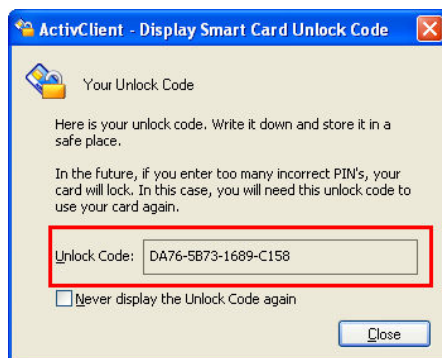 ActivClient - Display Smart Card Unlock Code
Your Unlock Code
Here is your unlock code. Write it down and store it in a
safe place.
In the future, if you enter too many incorrect PIN's, your
card will lock. In this case, you will need this unlock code to
use your card again.
Unlock Code: DA76-5B73-1689-C158
Never display the Unlock Code again
Close